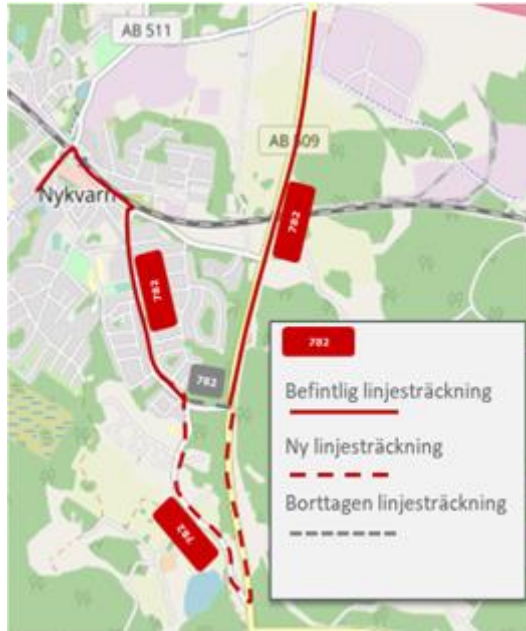 AB 511
AB 509
Nykvarn
782
782
782
782
782
Befintlig linjesträckning
Ny linjesträckning
Borttagen linjesträckning